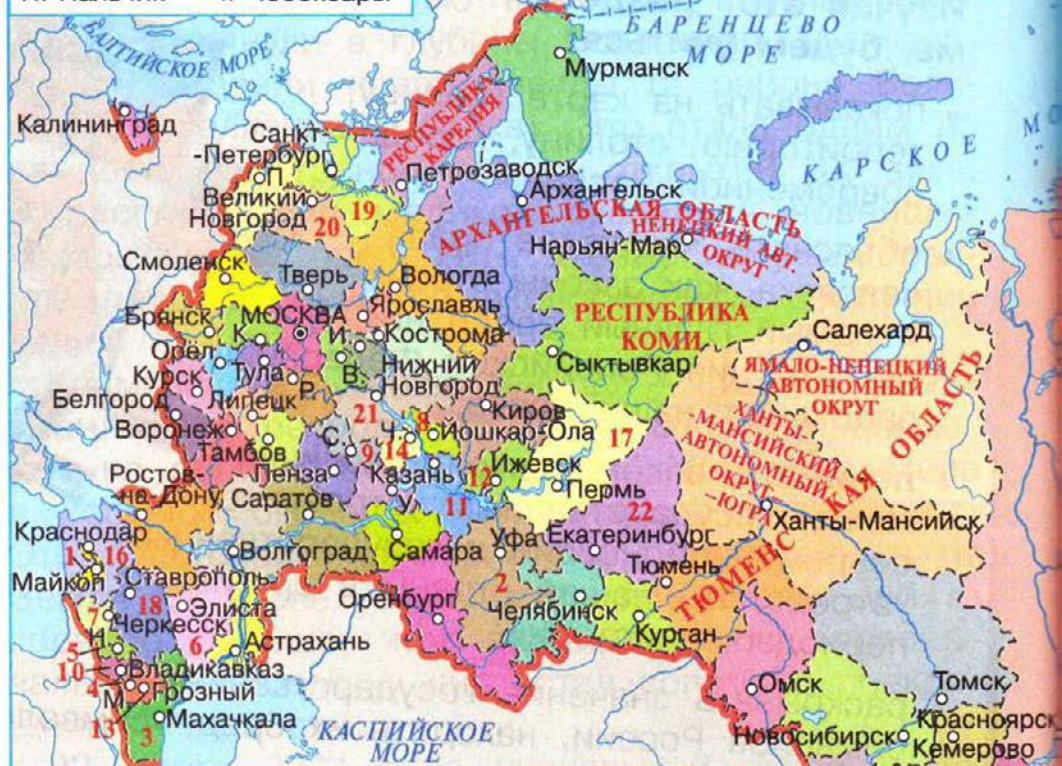 Н. Нальчик
Ч. Чебоксары
БАРЕНЦЕВО
МОРЕ
БАЛТИЙСКОЕ МОРЕ
Мурманск
Калининград
РЕСПУБЛИКА
КАРЕЛИЯ
КАРСКОЕ
МО
Санкт-
-Петербург
П.
Петрозаводск
Великий
Новгород
20
19
Архангельск
АРХАНГЕЛЬСКАЯ ОБЛАСТЬ
НЕНЕЦКИЙ АВТ.
ОКРУГ
Нарьян-Мар
Смоленск
Тверь
Вологда
Ярославль
РЕСПУБЛИКА
КОМИ
Салехард
Брянск
К.
МОСКВА
И.
Кострома
Сыктывкар
ЯМАЛО-НЕНЕЦКИЙ
АВТОНОМНЫЙ
ОКРУГ
Орёл
Тула
Р.
В.
Нижний
Новгород
Курск
Липецк
21
8
Киров
17
ХАНТЫ-
-МАНСИЙСКИЙ
АВТОНОМНЫЙ
ОКРУГ-
-ЮГРА
Белгород
Воронеж
С.
9
Ч.
14
Йошкар-Ола
Тамбов
Пенза
Казань
12
Ижевск
Пермь
Ростов-
на-Дону
Саратов
У.
11
22
Ханты-Мансийск
Краснодар
1
16
Волгоград
Самара
Уфа
2
Екатеринбург
Тюмень
ТЮМЕНСКАЯ ОБЛАСТЬ
Майкоп
Ставрополь
Оренбург
Челябинск
Курган
7
18
Элиста
6
Черкесск
Н.
5
Астрахань
10
Владикавказ
4
М.
Грозный
Омск
Томск
13
3
Махачкала
КАСПИЙСКОЕ
МОРЕ
Новосибирск
Красноярск
Кемерово